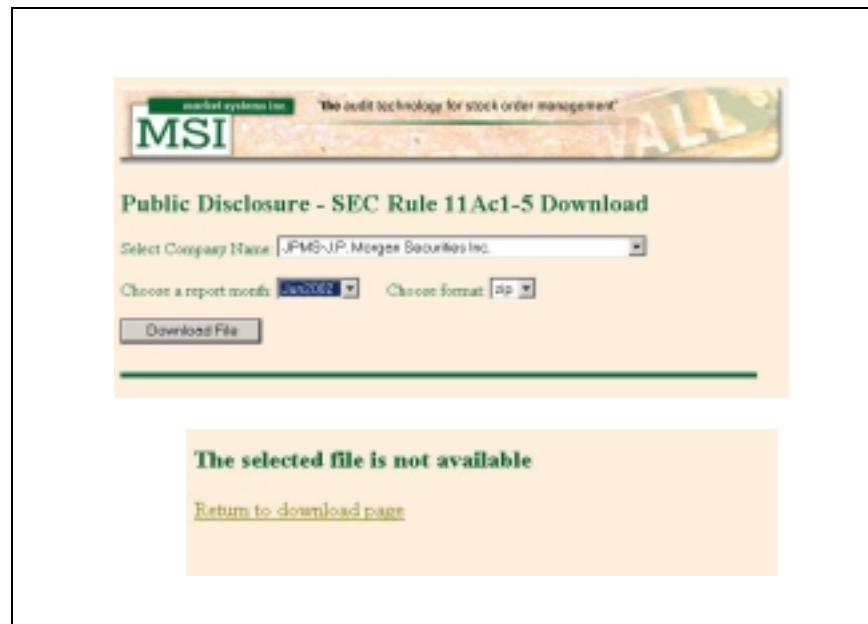 market systems inc.
MSI
"The audit technology for stock order management"
WALL
Public Disclosure - SEC Rule 11Ac1-5 Download
Select Company Name: JPMS-J.P. Morgan Securities Inc.
Choose a report month: Jan2002 Choose format: zip
Download File
The selected file is not available
Return to download page